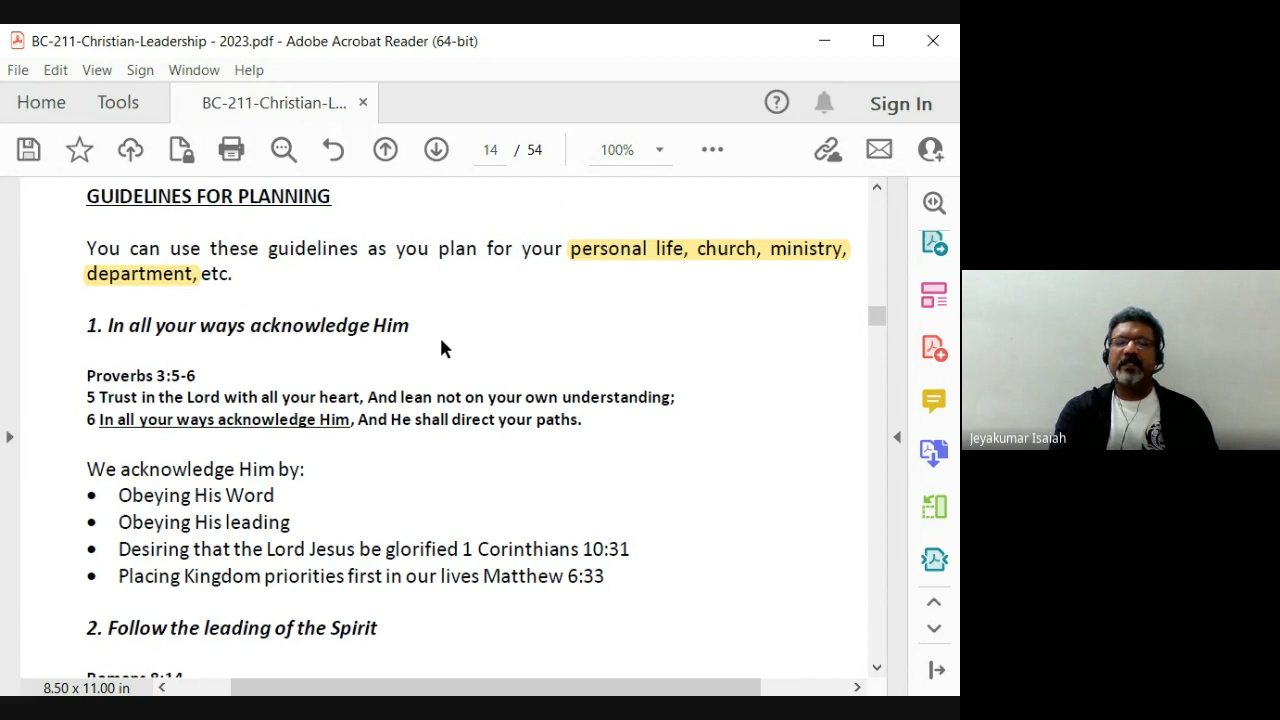 BC-211-Christian-Leadership - 2023.pdf - Adobe Acrobat Reader (64-bit)
File Edit View Sign Window Help
Home Tools BC-211-Christian-L... × Sign In
14 / 54 100%
GUIDELINES FOR PLANNING
You can use these guidelines as you plan for your personal life, church, ministry,
department, etc.
1. In all your ways acknowledge Him
Proverbs 3:5-6
5 Trust in the Lord with all your heart, And lean not on your own understanding;
6 In all your ways acknowledge Him, And He shall direct your paths.
We acknowledge Him by:
• Obeying His Word
• Obeying His leading
• Desiring that the Lord Jesus be glorified 1 Corinthians 10:31
• Placing Kingdom priorities first in our lives Matthew 6:33
2. Follow the leading of the Spirit
Romans 8:14
8.50 x 11.00 in
Jeyakumar Isaiah